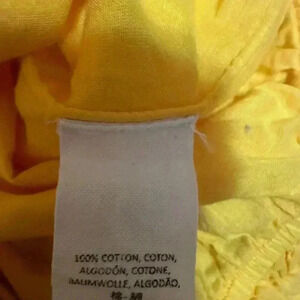 100% COTTON, COTON,
ALGODÓN, COTONE,
BAUMWOLLE, ALGODÃO,